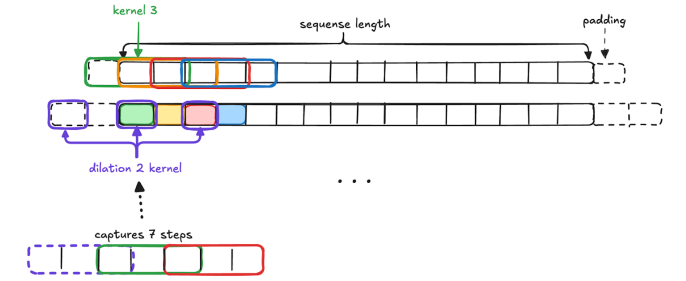 kernel 3
sequense length
padding
dilation 2 kernel
captures 7 steps